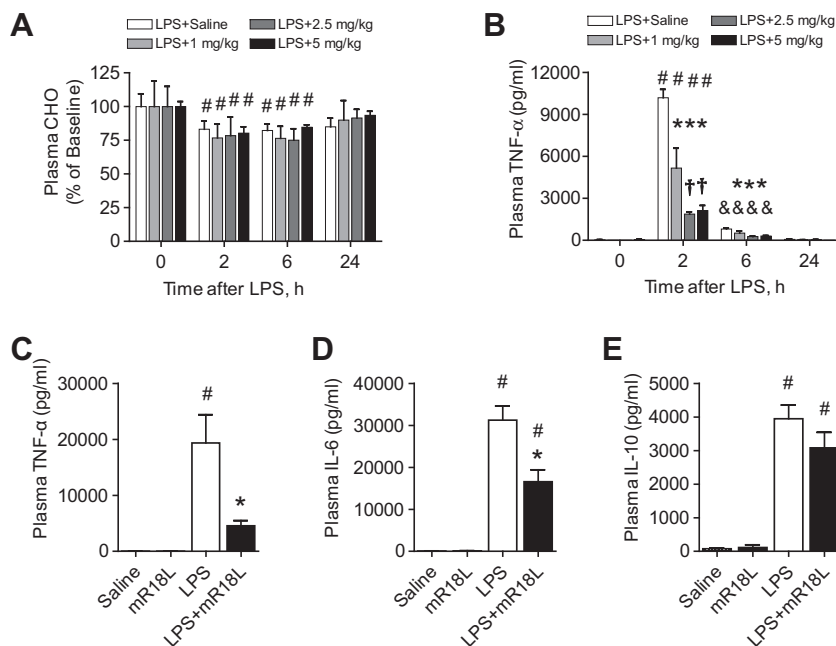 A
LPS+Saline LPS+2.5 mg/kg
LPS+1 mg/kg LPS+5 mg/kg
Plasma CHO
(% of Baseline)
125
100
75
50
25
0
# # # #
# # # #
0 2 6 24
Time after LPS, h
B
LPS+Saline LPS+2.5 mg/kg
LPS+1 mg/kg LPS+5 mg/kg
Plasma TNF-α (pg/ml)
12000
9000
6000
3000
0
# # # #
***
††
***
&&&&
0 2 6 24
Time after LPS, h
C
Plasma TNF-α (pg/ml)
30000
20000
10000
0
#
*
Saline
mR18L
LPS
LPS+mR18L
D
Plasma IL-6 (pg/ml)
40000
30000
20000
10000
0
#
#
*
Saline
mR18L
LPS
LPS+mR18L
E
Plasma IL-10 (pg/ml)
5000
4000
3000
2000
1000
0
#
#
Saline
mR18L
LPS
LPS+mR18L